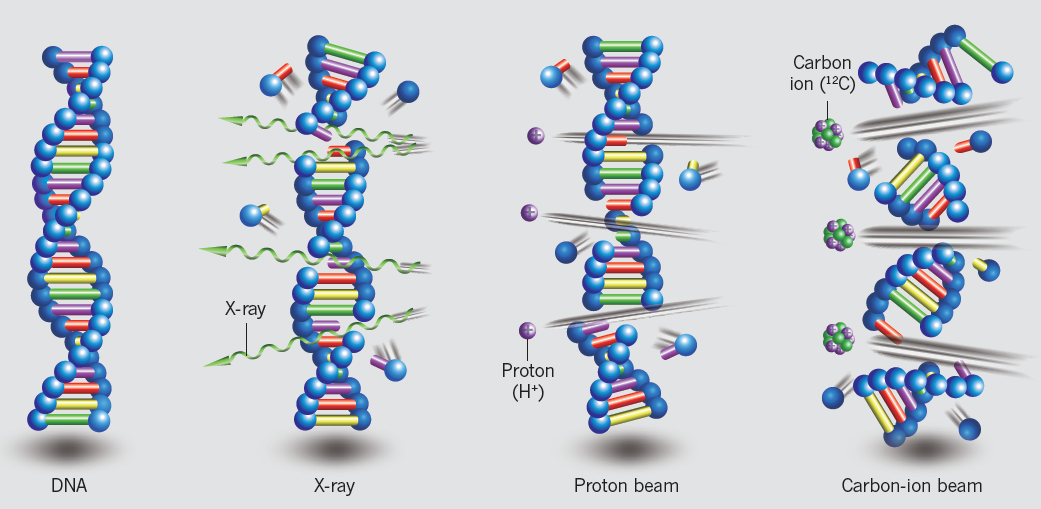 Carbon
ion (¹²C)
X-ray
Proton
(H⁺)
DNA
X-ray
Proton beam
Carbon-ion beam